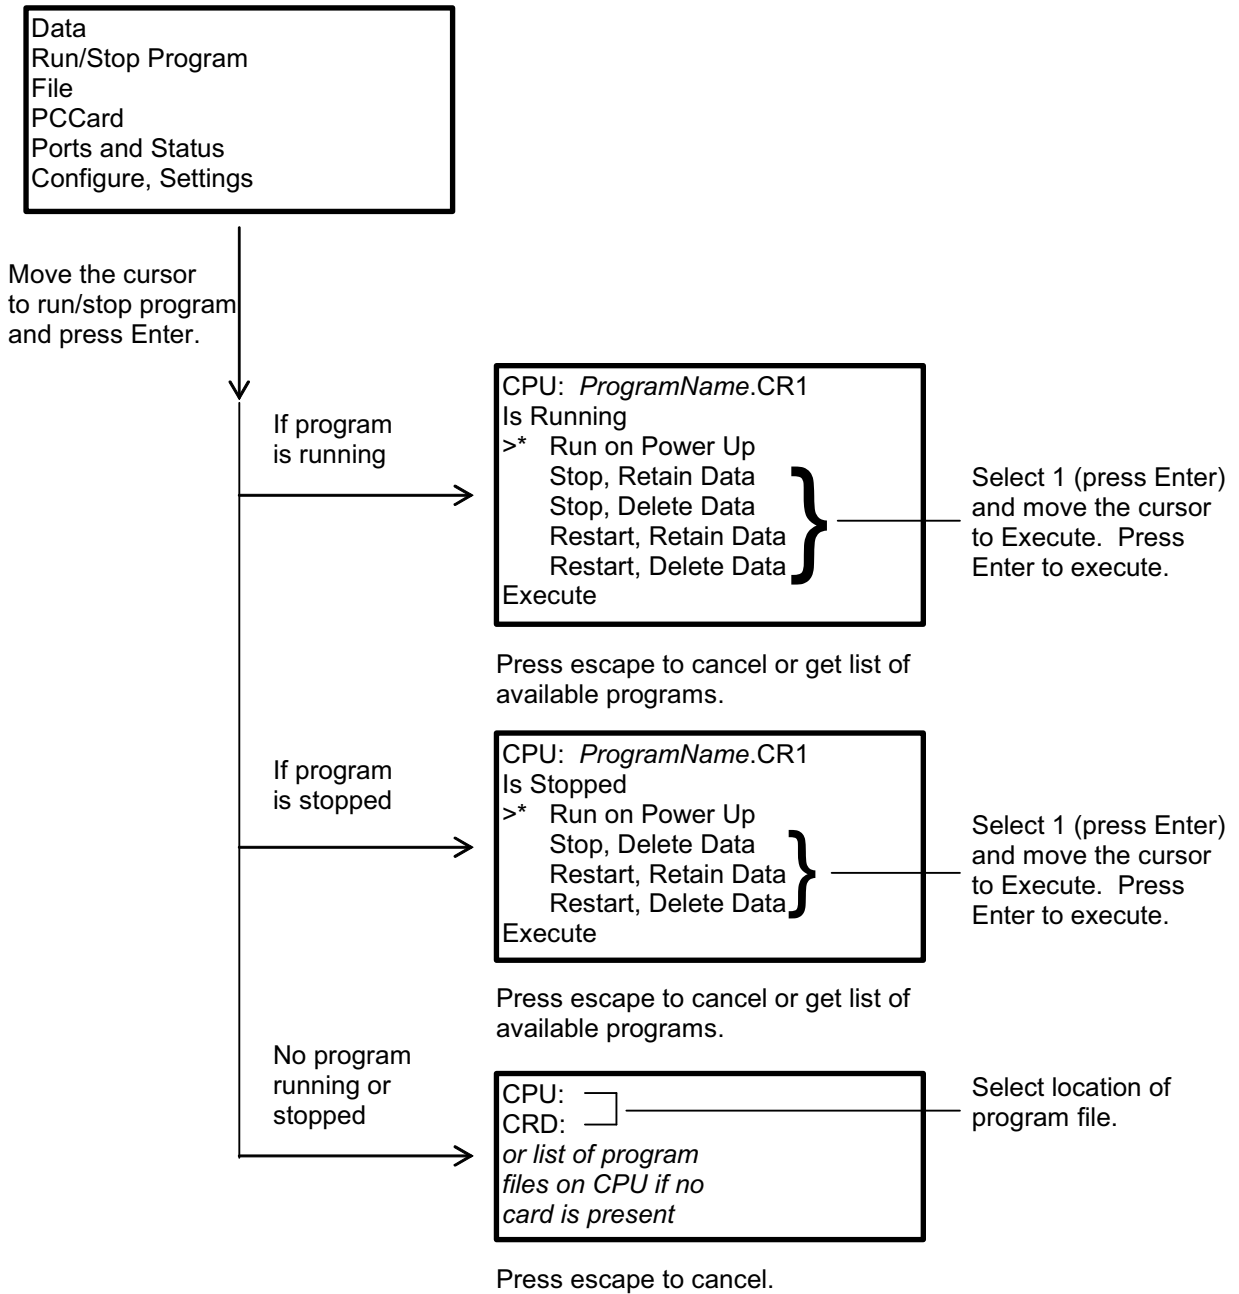 Data
Run/Stop Program
File
PCCard
Ports and Status
Configure, Settings
Move the cursor
to run/stop program
and press Enter.
If program
is running
CPU: ProgramName.CR1
Is Running
>* Run on Power Up
Stop, Retain Data
Stop, Delete Data
Restart, Retain Data
Restart, Delete Data
Execute
Select 1 (press Enter)
and move the cursor
to Execute. Press
Enter to execute.
Press escape to cancel or get list of
available programs.
If program
is stopped
CPU: ProgramName.CR1
Is Stopped
>* Run on Power Up
Stop, Delete Data
Restart, Retain Data
Restart, Delete Data
Execute
Select 1 (press Enter)
and move the cursor
to Execute. Press
Enter to execute.
Press escape to cancel or get list of
available programs.
No program
running or
stopped
CPU:
CRD:
or list of program
files on CPU if no
card is present
Select location of
program file.
Press escape to cancel.